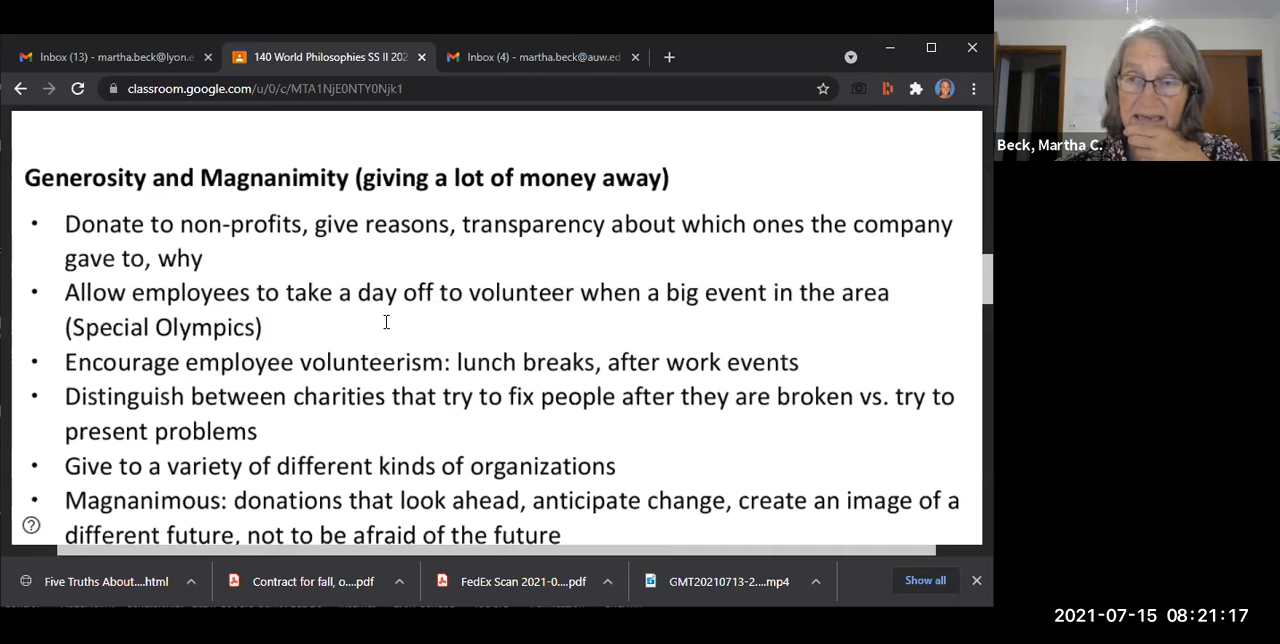 Inbox (13) - martha.beck@lyon.e
140 World Philosophies SS II 202
Inbox (4) - martha.beck@auw.ed
classroom.google.com/u/0/c/MTA1NjE0NTY0Njk1
Beck, Martha C.
Generosity and Magnanimity (giving a lot of money away)
• Donate to non-profits, give reasons, transparency about which ones the company
gave to, why
• Allow employees to take a day off to volunteer when a big event in the area
(Special Olympics)
• Encourage employee volunteerism: lunch breaks, after work events
• Distinguish between charities that try to fix people after they are broken vs. try to
present problems
• Give to a variety of different kinds of organizations
• Magnanimous: donations that look ahead, anticipate change, create an image of a
different future, not to be afraid of the future
Five Truths About....html
Contract for fall, o....pdf
FedEx Scan 2021-0....pdf
GMT20210713-2....mp4
Show all
2021-07-15 08:21:17